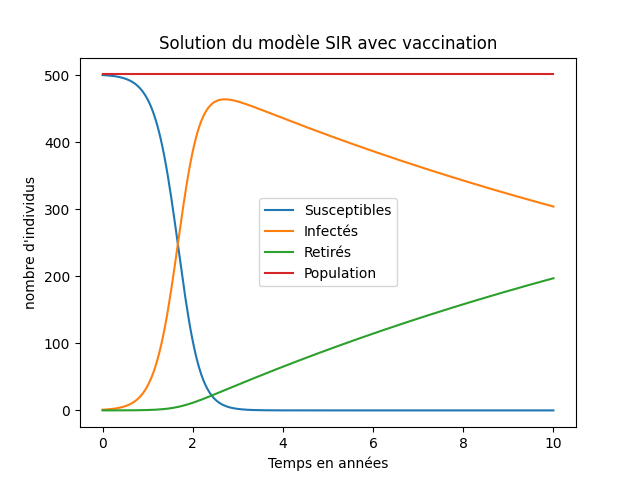 Solution du modèle SIR avec vaccination
nombre d'individus
500
400
300
200
100
0
Susceptibles
Infectés
Retirés
Population
0 2 4 6 8 10
Temps en années